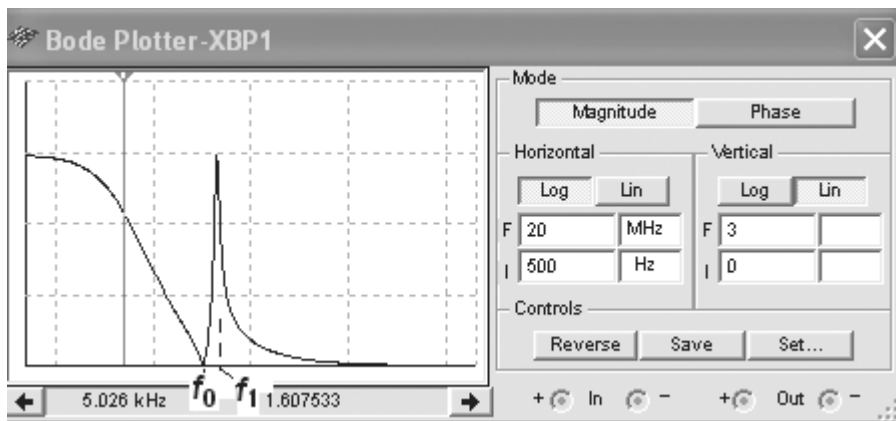 Bode Plotter-XBP1
Mode
Magnitude Phase
Horizontal Vertical
Log Lin Log Lin
F 20 MHz F 3
I 500 Hz I 0
Controls
Reverse Save Set...
f0 f1
5.026 kHz 1.607533
+ In - + Out -